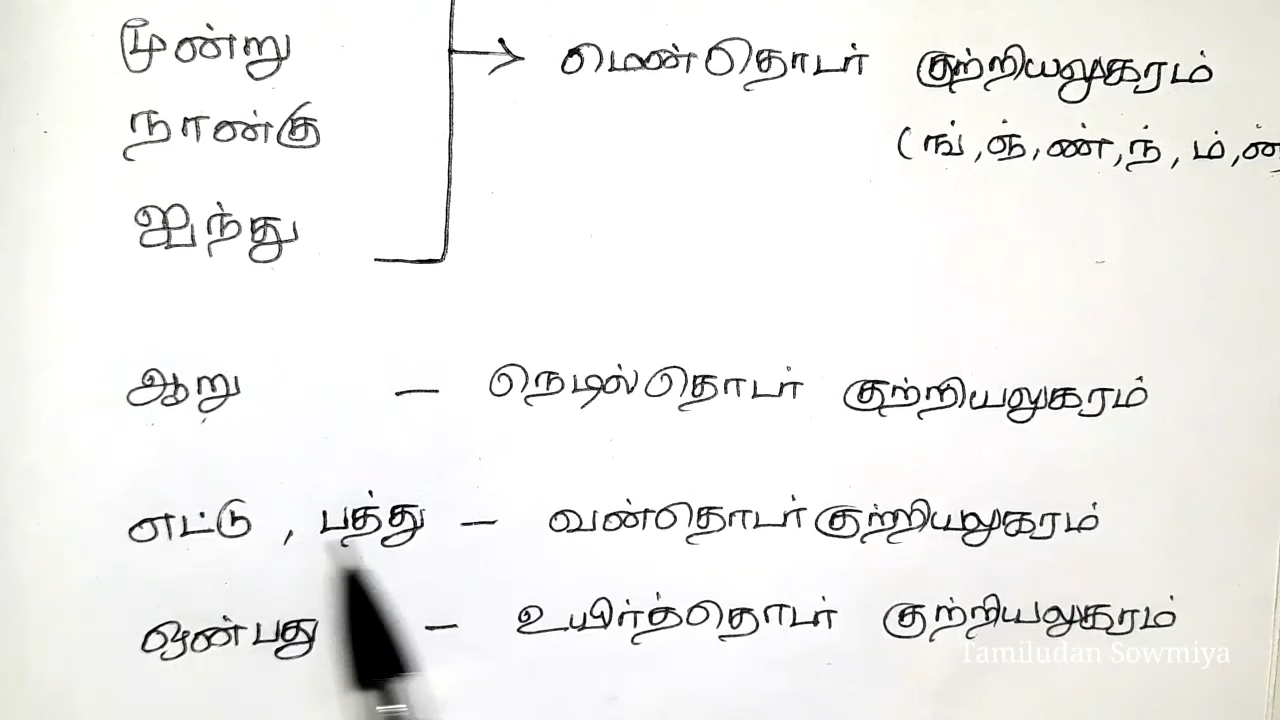 மூன்று
மென்தொடர் குற்றியலுகரம்
நான்கு
(ங்,ஞ்,ண்,ந்,ம்,ன்
ஐந்து
ஆறு – நெடில்தொடர் குற்றியலுகரம்
எட்டு , பத்து – வன்தொடர்குற்றியலுகரம்
ஒன்பது – உயிர்த்தொடர் குற்றியலுகரம்
Tamiludan Sowmiya